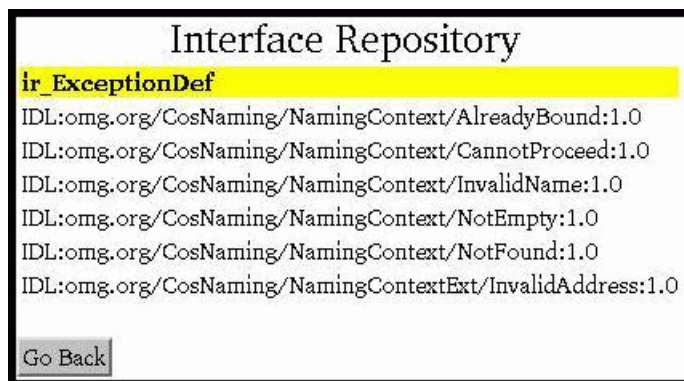 Interface Repository
ir_ExceptionDef
IDL:omg.org/CosNaming/NamingContext/AlreadyBound:1.0
IDL:omg.org/CosNaming/NamingContext/CannotProceed:1.0
IDL:omg.org/CosNaming/NamingContext/InvalidName:1.0
IDL:omg.org/CosNaming/NamingContext/NotEmpty:1.0
IDL:omg.org/CosNaming/NamingContext/NotFound:1.0
IDL:omg.org/CosNaming/NamingContextExt/InvalidAddress:1.0
Go Back